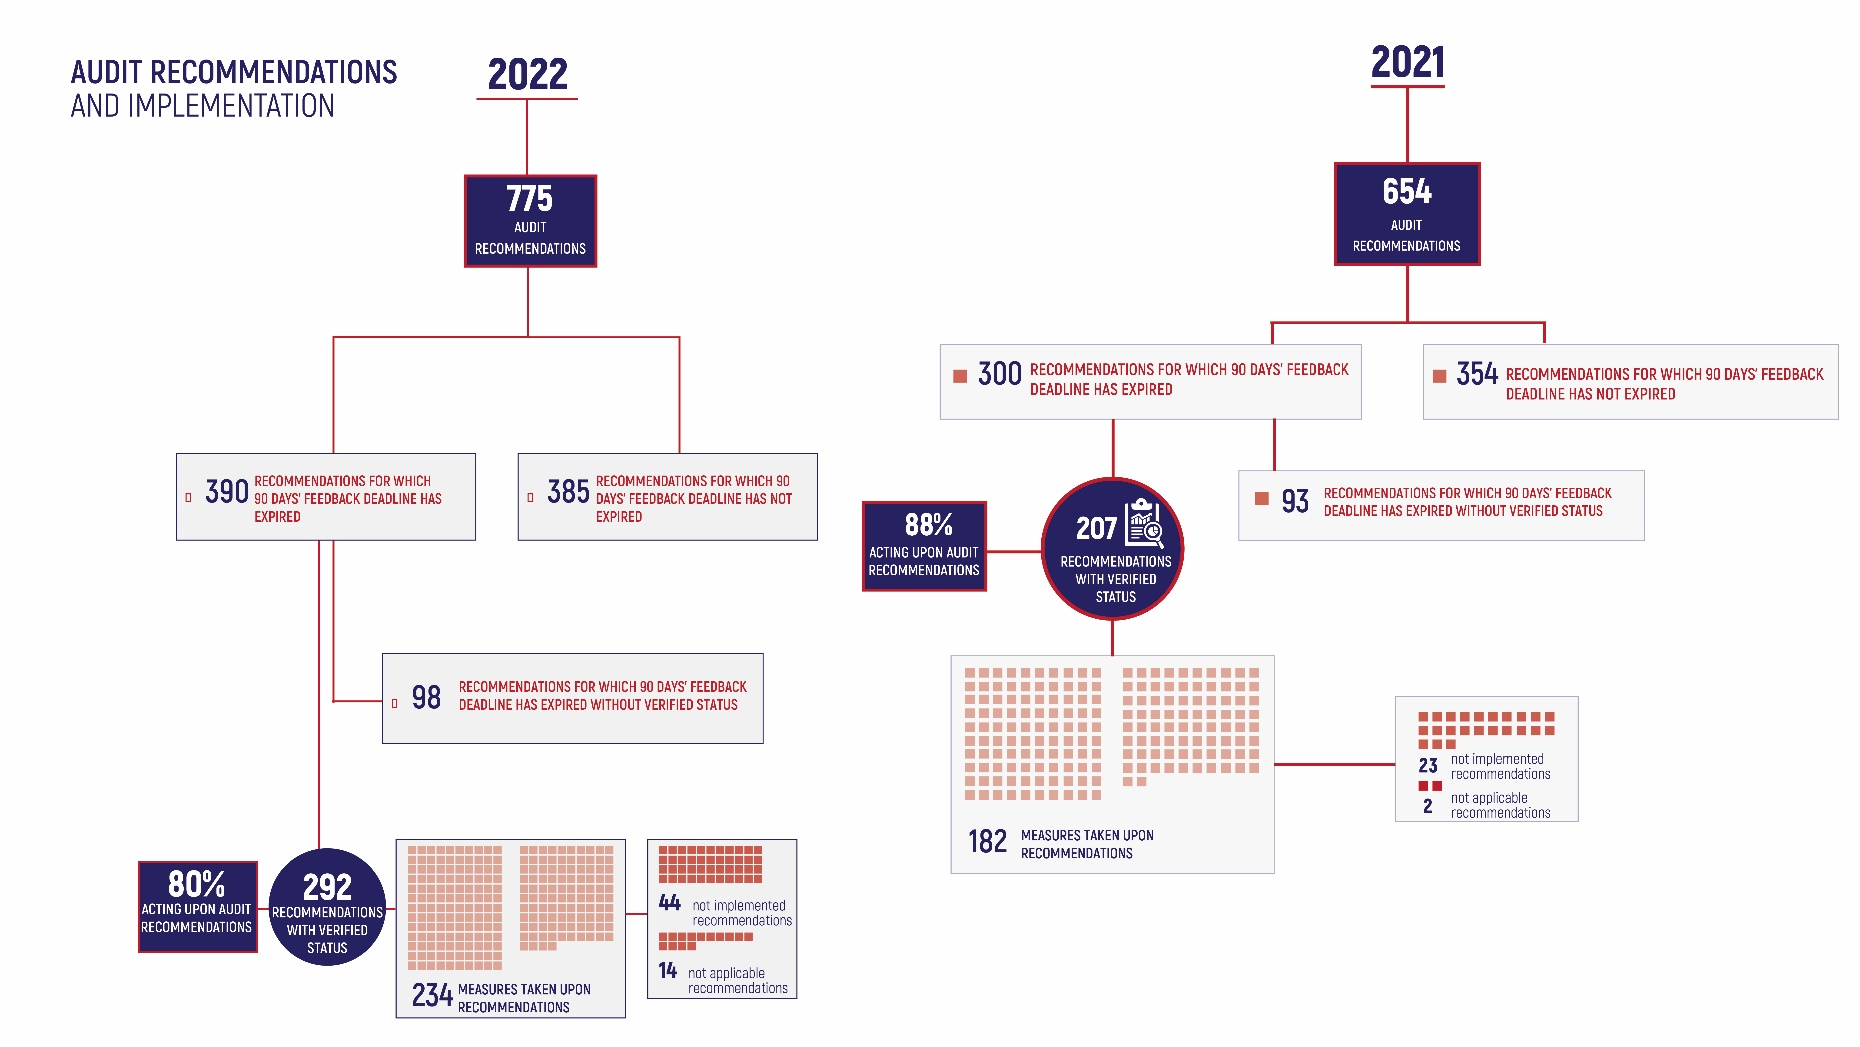 AUDIT RECOMMENDATIONS
AND IMPLEMENTATION
2022
775
AUDIT
RECOMMENDATIONS
390
RECOMMENDATIONS FOR WHICH
90 DAYS' FEEDBACK DEADLINE HAS
EXPIRED
385
RECOMMENDATIONS FOR WHICH 90
DAYS' FEEDBACK DEADLINE HAS NOT
EXPIRED
98
RECOMMENDATIONS FOR WHICH 90 DAYS' FEEDBACK
DEADLINE HAS EXPIRED WITHOUT VERIFIED STATUS
80%
ACTING UPON AUDIT
RECOMMENDATIONS
292
RECOMMENDATIONS
WITH VERIFIED
STATUS
234
MEASURES TAKEN UPON
RECOMMENDATIONS
44
not implemented
recommendations
14
not applicable
recommendations
2021
654
AUDIT
RECOMMENDATIONS
300
RECOMMENDATIONS FOR WHICH 90 DAYS' FEEDBACK
DEADLINE HAS EXPIRED
354
RECOMMENDATIONS FOR WHICH 90 DAYS' FEEDBACK
DEADLINE HAS NOT EXPIRED
93
RECOMMENDATIONS FOR WHICH 90 DAYS' FEEDBACK
DEADLINE HAS EXPIRED WITHOUT VERIFIED STATUS
88%
ACTING UPON AUDIT
RECOMMENDATIONS
207
RECOMMENDATIONS
WITH VERIFIED
STATUS
182
MEASURES TAKEN UPON
RECOMMENDATIONS
23
not implemented
recommendations
2
not applicable
recommendations